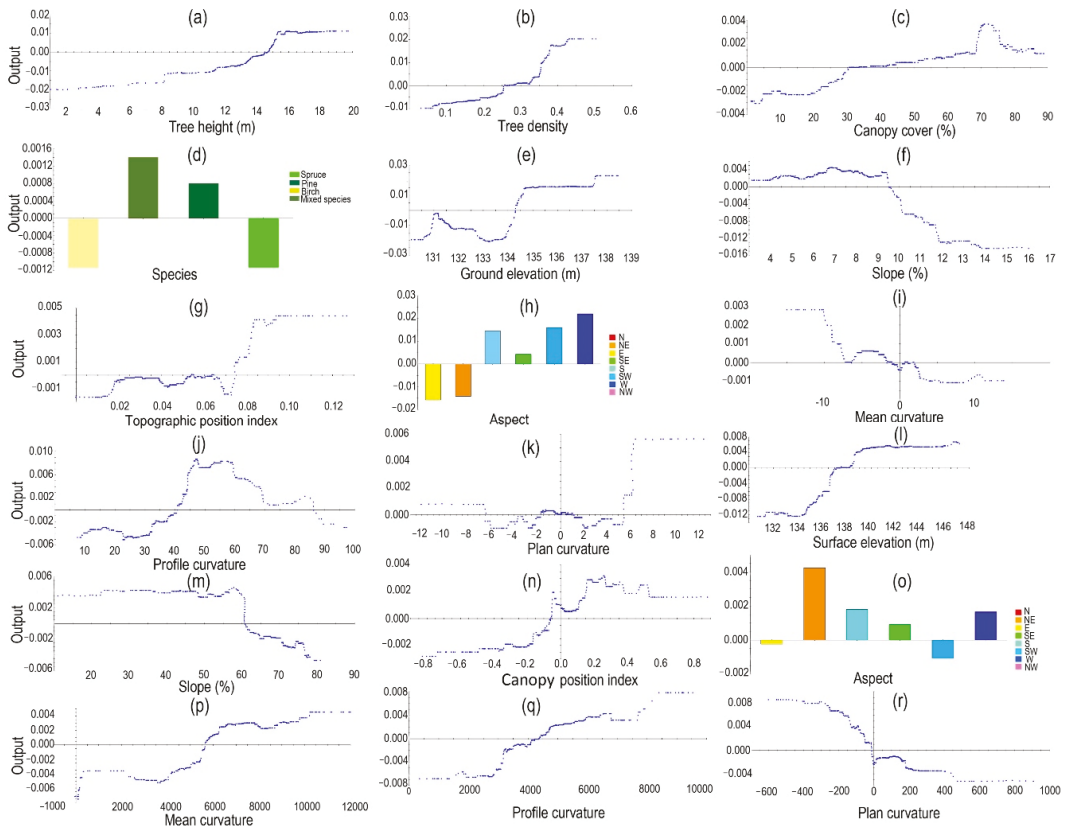 (a)
Output
0.02
0.01
0.00
−0.01
−0.02
−0.03
2 4 6 8 10 12 14 16 18 20
Tree height (m)
(b)
0.03
0.02
0.01
0.00
−0.01
0.1 0.2 0.3 0.4 0.5 0.6
Tree density
(c)
0.004
0.002
0.000
−0.002
−0.004
10 20 30 40 50 60 70 80 90
Canopy cover (%)
(d)
Output
0.0016
0.0008
0.0004
0.0000
−0.0004
−0.0008
−0.0012
Spruce
Pine
Birch
Mixed species
Species
(e)
0.03
0.02
0.00
−0.01
−0.03
131 132 133 134 135 136 137 138 139
Ground elevation (m)
(f)
0.004
0.000
−0.004
−0.008
−0.012
−0.016
4 5 6 7 8 9 10 11 12 13 14 15 16 17
Slope (%)
(g)
Output
0.005
0.003
0.001
0.000
−0.001
0.02 0.04 0.06 0.08 0.10 0.12
Topographic position index
(h)
0.03
0.02
0.01
0.00
−0.01
−0.02
N
NE
E
SE
S
SW
W
NW
Aspect
(i)
0.003
0.002
0.001
0.000
−0.001
-10 0 10
Mean curvature
(j)
Output
0.010
0.006
0.002
−0.002
−0.006
10 20 30 40 50 60 70 80 90 100
Profile curvature
(k)
0.006
0.004
0.002
0.000
−12 −10 −8 −6 −4 −2 0 2 4 6 8 10 12
Plan curvature
(l)
0.008
0.004
0.000
−0.004
−0.008
−0.012
132 134 136 138 140 142 144 146 148
Surface elevation (m)
(m)
Output
0.006
0.002
0.000
−0.002
−0.006
20 30 40 50 60 70 80 90
Slope (%)
(n)
0.004
0.002
0.000
−0.002
−0.8 −0.6 −0.4 −0.2 0.0 0.2 0.4 0.6 0.8
Canopy position index
(o)
0.004
0.002
0.000
−0.002
N
NE
E
SE
S
SW
W
NW
Aspect
(p)
Output
0.004
0.002
0.000
−0.002
−0.004
−0.006
-1000 0 2000 4000 6000 8000 10000 12000
Mean curvature
(q)
0.008
0.004
0.000
−0.004
−0.008
0 2000 4000 6000 8000 10000
Profile curvature
(r)
0.008
0.004
0.000
−0.004
−600 −400 −200 0 200 400 600 800 1000
Plan curvature